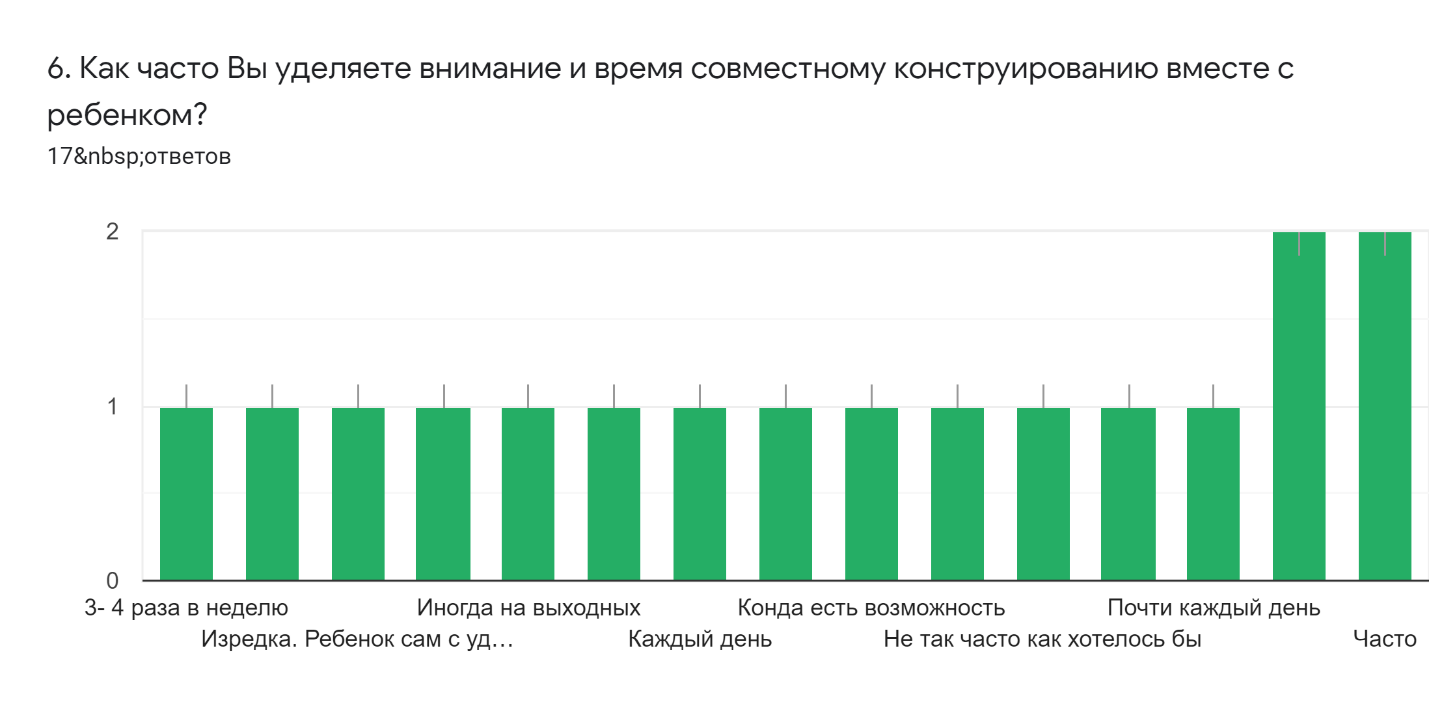 6. Как часто Вы уделяете внимание и время совместному конструированию вместе с
ребенком?
17&nbsp;ответов
2
1
0
3- 4 раза в неделю
Иногда на выходных
Конда есть возможность
Почти каждый день
Изредка. Ребенок сам с уд…
Каждый день
Не так часто как хотелось бы
Часто